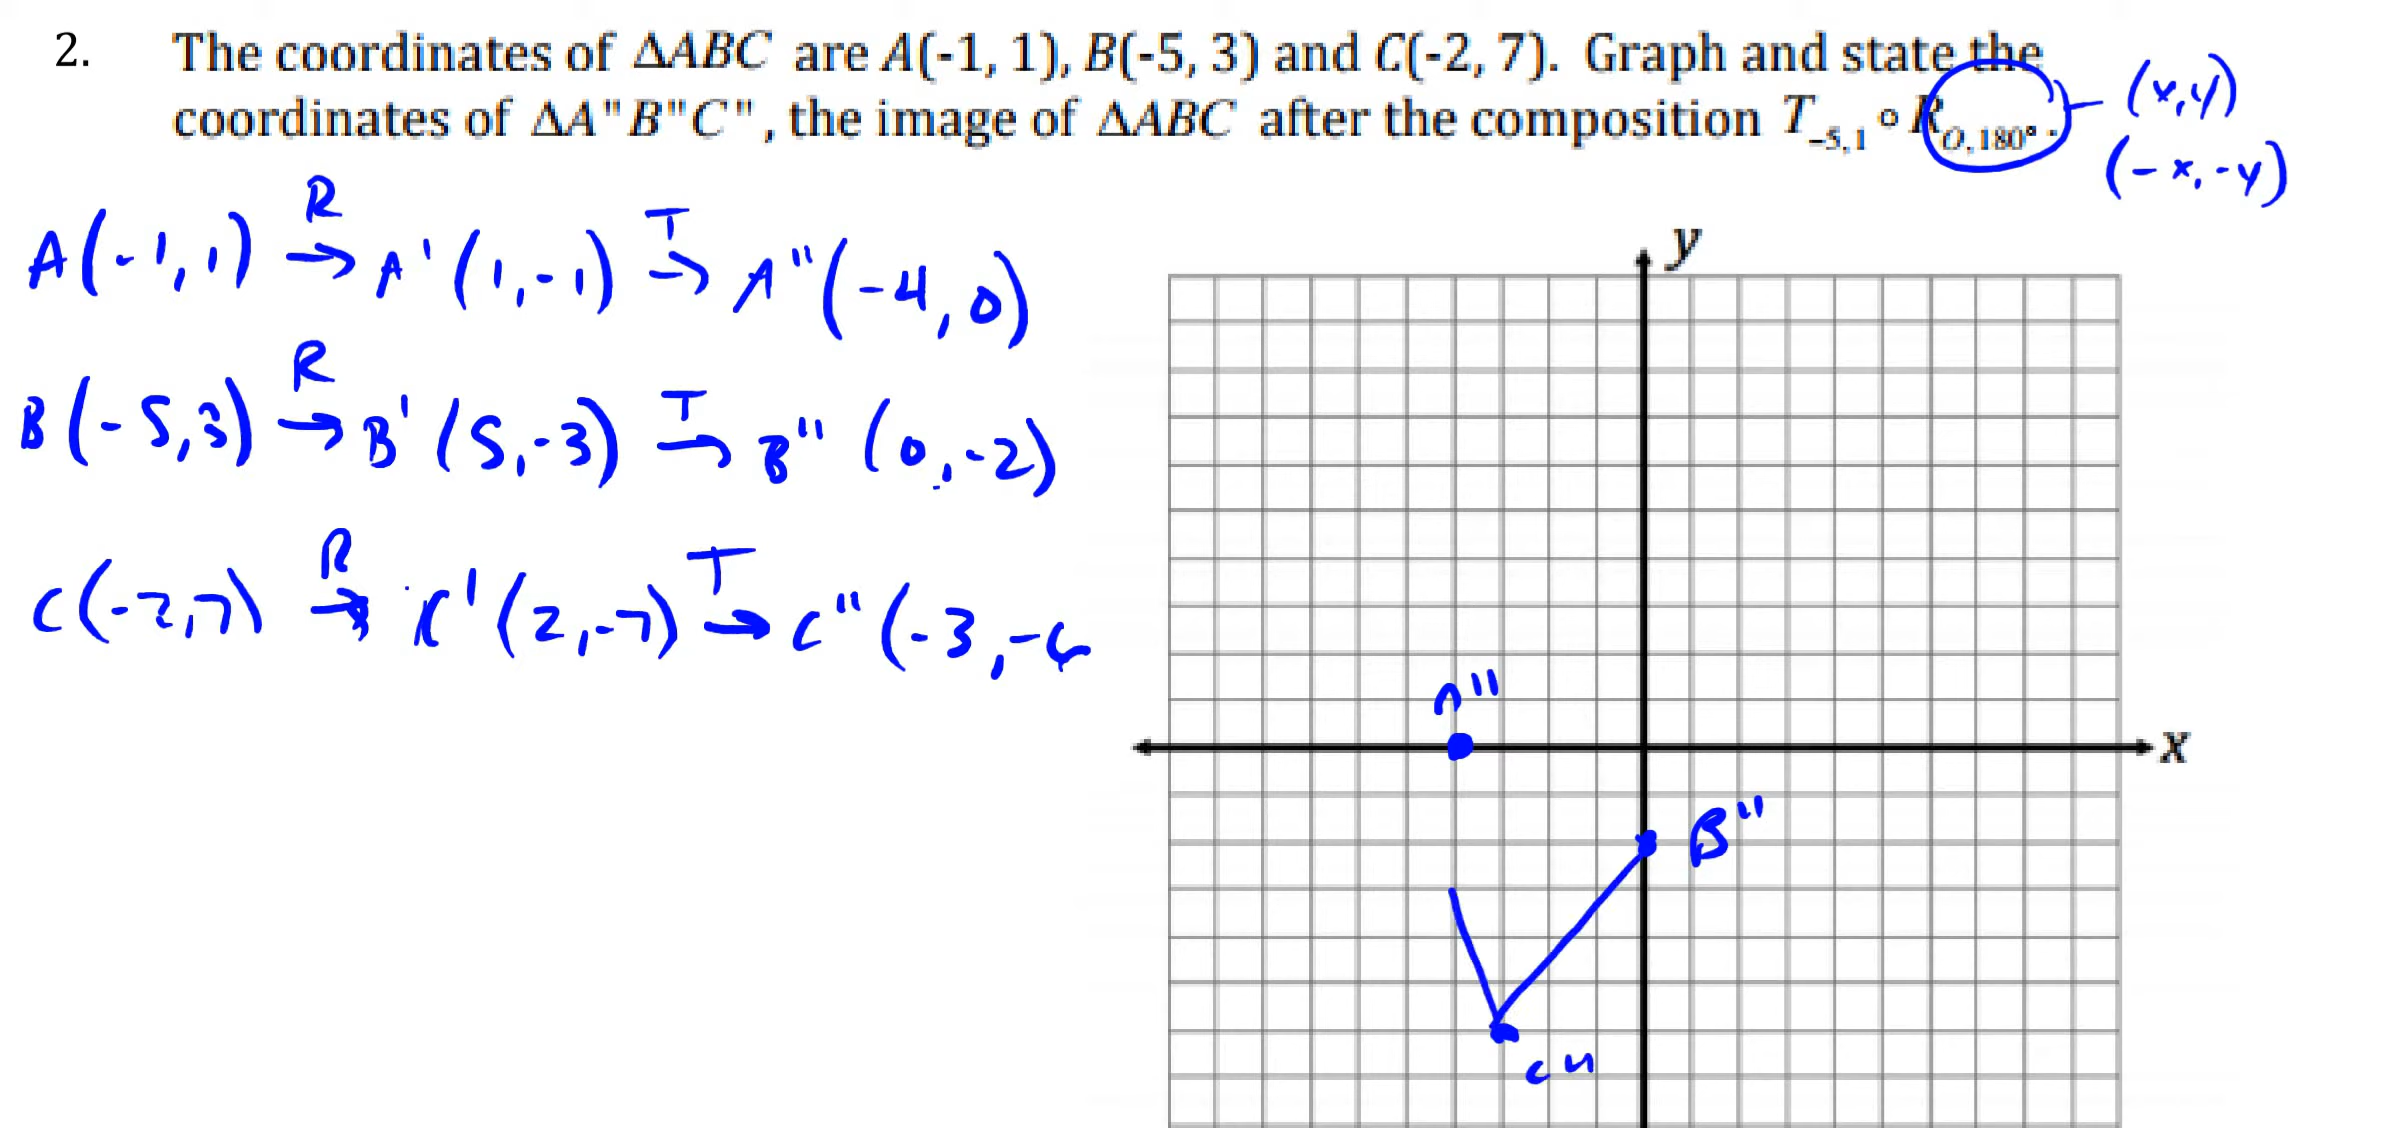 2. The coordinates of ΔABC are A(-1, 1), B(-5, 3) and C(-2, 7). Graph and state the
coordinates of ΔA"B"C", the image of ΔABC after the composition T₋₅,₁ ∘ R_O,180°.
(x,y)
(-x,-y)
R T
A(-1,1) → A'(1,-1) → A"(-4,0)
R T
B(-5,3) → B'(5,-3) → B"(0,-2)
R T
C(-2,7) → C'(2,-7) → C"(-3,-6
y
A"
x
B"
C"